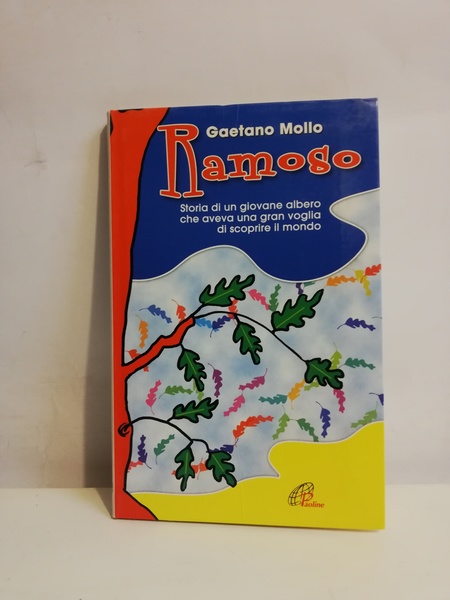 Gaetano Mollo
Ramoso
Storia di un giovane albero
che aveva una gran voglia
di scoprire il mondo
Paoline